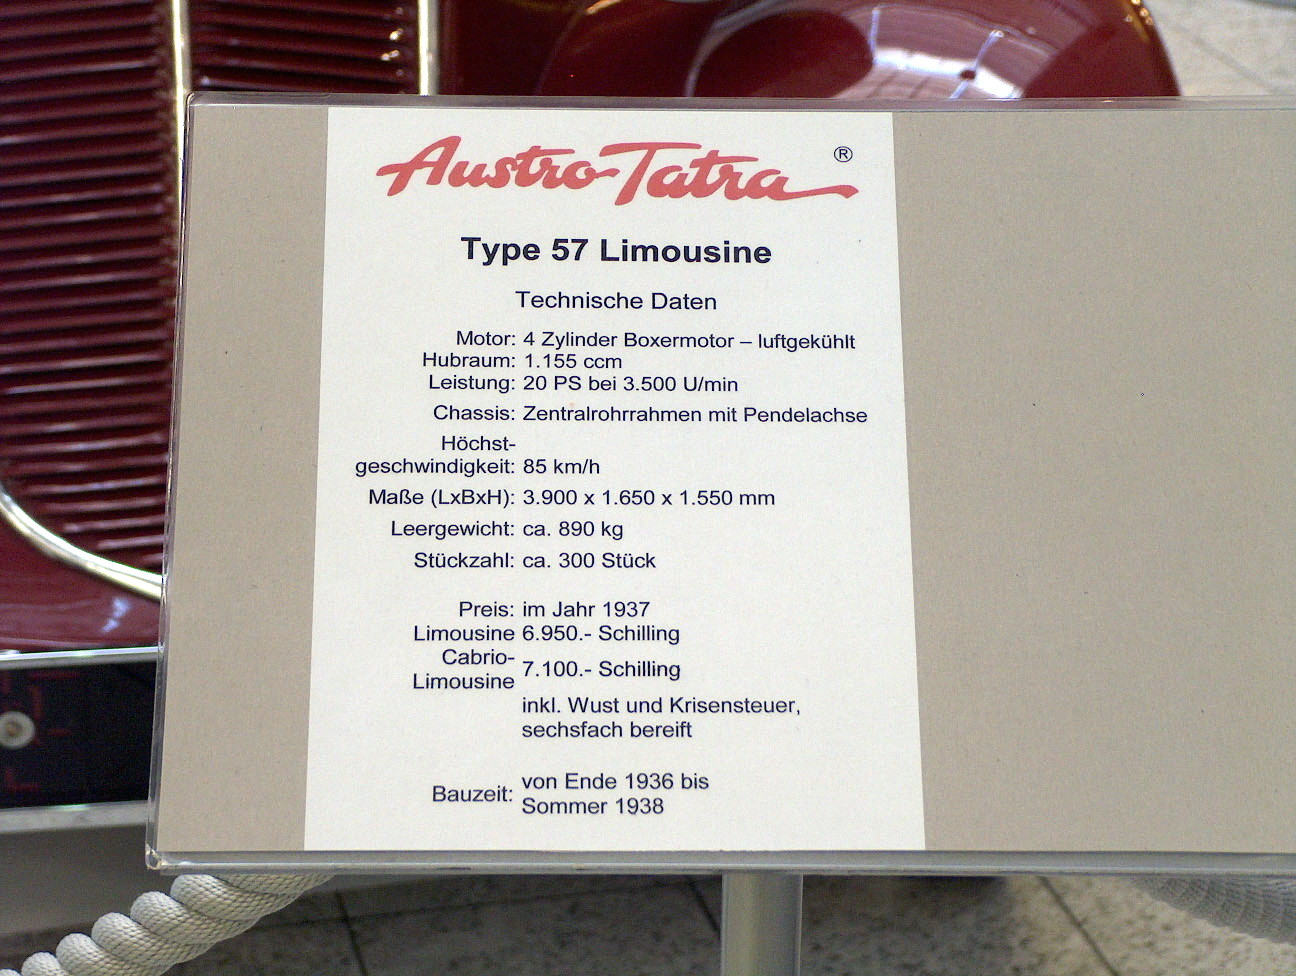 Austro-Tatra ®
Type 57 Limousine
Technische Daten
Motor: 4 Zylinder Boxermotor – luftgekühlt
Hubraum: 1.155 ccm
Leistung: 20 PS bei 3.500 U/min
Chassis: Zentralrohrrahmen mit Pendelachse
Höchst-
geschwindigkeit: 85 km/h
Maße (LxBxH): 3.900 x 1.650 x 1.550 mm
Leergewicht: ca. 890 kg
Stückzahl: ca. 300 Stück
Preis: im Jahr 1937
Limousine 6.950.- Schilling
Cabrio-
Limousine 7.100.- Schilling
inkl. Wust und Krisensteuer,
sechsfach bereift
Bauzeit: von Ende 1936 bis
Sommer 1938